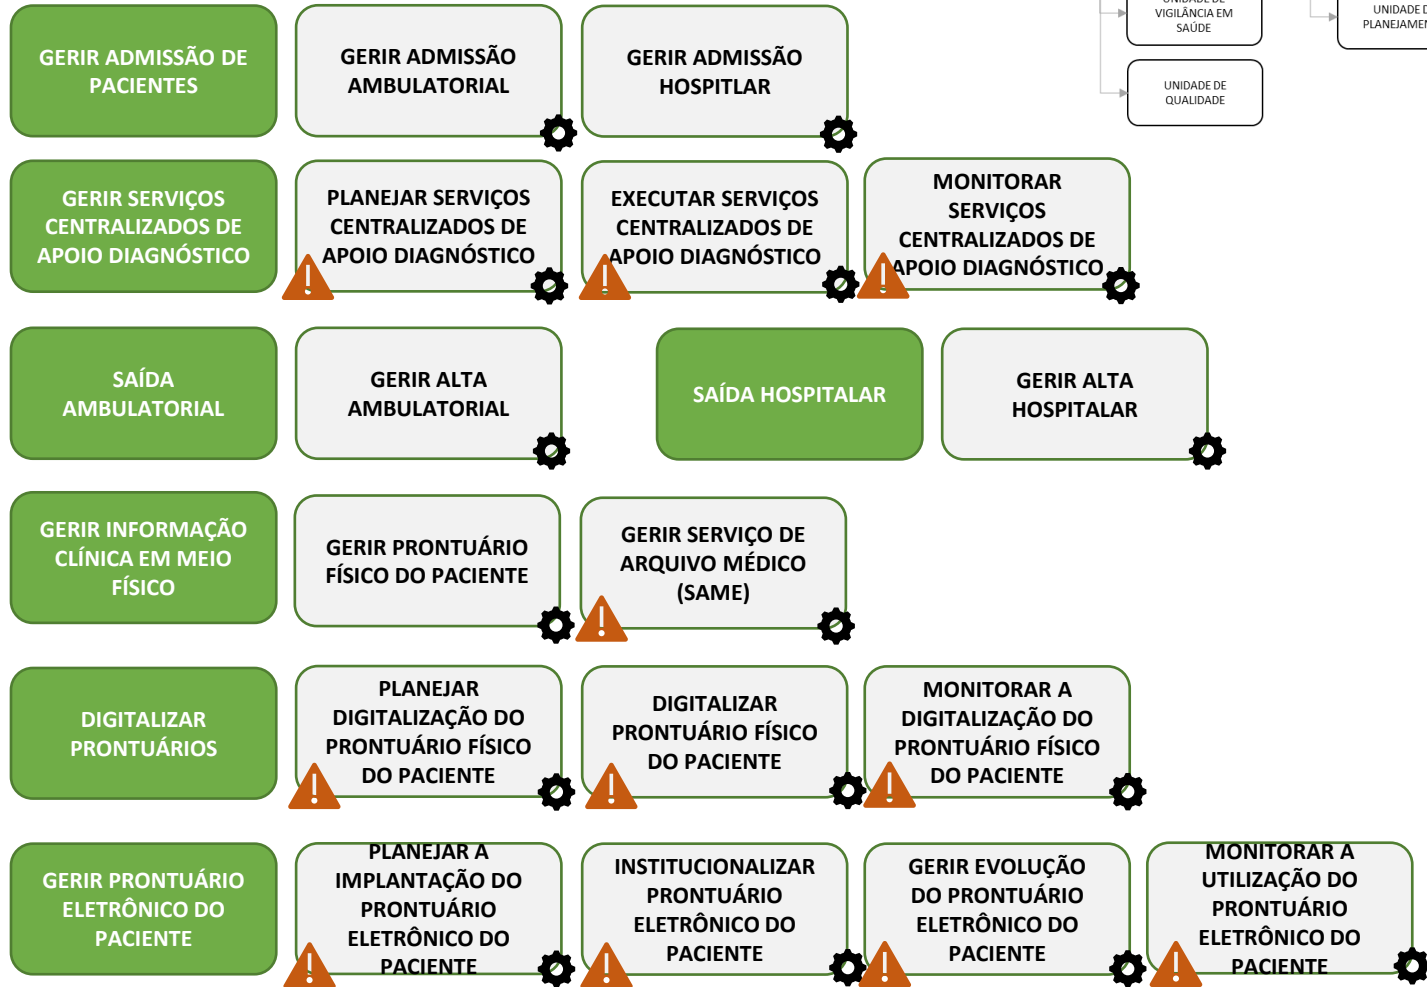 UNIDADE DE
VIGILÂNCIA EM
SAÚDE
UNIDADE D
PLANEJAMEN
UNIDADE DE
QUALIDADE
GERIR ADMISSÃO DE
PACIENTES
GERIR ADMISSÃO
AMBULATORIAL
GERIR ADMISSÃO
HOSPITLAR
GERIR SERVIÇOS
CENTRALIZADOS DE
APOIO DIAGNÓSTICO
PLANEJAR SERVIÇOS
CENTRALIZADOS DE
APOIO DIAGNÓSTICO
EXECUTAR SERVIÇOS
CENTRALIZADOS DE
APOIO DIAGNÓSTICO
MONITORAR
SERVIÇOS
CENTRALIZADOS DE
APOIO DIAGNÓSTICO
SAÍDA
AMBULATORIAL
GERIR ALTA
AMBULATORIAL
SAÍDA HOSPITALAR
GERIR ALTA
HOSPITALAR
GERIR INFORMAÇÃO
CLÍNICA EM MEIO
FÍSICO
GERIR PRONTUÁRIO
FÍSICO DO PACIENTE
GERIR SERVIÇO DE
ARQUIVO MÉDICO
(SAME)
DIGITALIZAR
PRONTUÁRIOS
PLANEJAR
DIGITALIZAÇÃO DO
PRONTUÁRIO FÍSICO
DO PACIENTE
DIGITALIZAR
PRONTUÁRIO FÍSICO
DO PACIENTE
MONITORAR A
DIGITALIZAÇÃO DO
PRONTUÁRIO FÍSICO
DO PACIENTE
GERIR PRONTUÁRIO
ELETRÔNICO DO
PACIENTE
PLANEJAR A
IMPLANTAÇÃO DO
PRONTUÁRIO
ELETRÔNICO DO
PACIENTE
INSTITUCIONALIZAR
PRONTUÁRIO
ELETRÔNICO DO
PACIENTE
GERIR EVOLUÇÃO
DO PRONTUÁRIO
ELETRÔNICO DO
PACIENTE
MONITORAR A
UTILIZAÇÃO DO
PRONTUÁRIO
ELETRÔNICO DO
PACIENTE